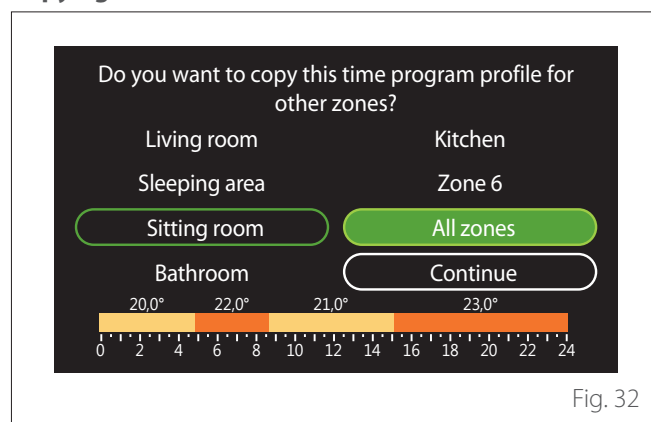 Do you want to copy this time program profile for
other zones?
Living room Kitchen
Sleeping area Zone 6
Sitting room All zones
Bathroom Continue
20,0° 22,0° 21,0° 23,0°
0 2 4 6 8 10 12 14 16 18 20 22 24
Fig. 32